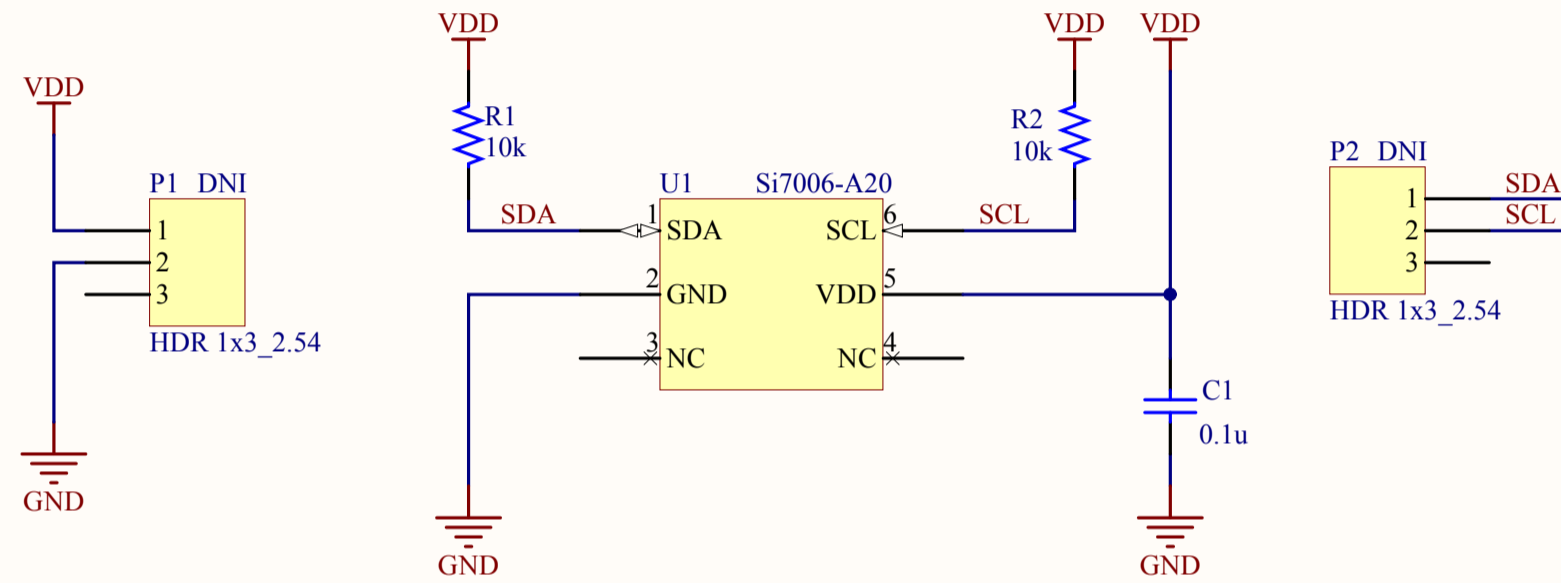 VDD
P1 DNI
1
2
3
HDR 1x3_2.54
GND
VDD
R1
10k
SDA
GND
U1 Si7006-A20
1 SDA SCL 6
2 GND VDD 5
3 NC NC 4
VDD
R2
10k
SCL
VDD
C1
0.1u
GND
P2 DNI
1 SDA
2 SCL
3
HDR 1x3_2.54